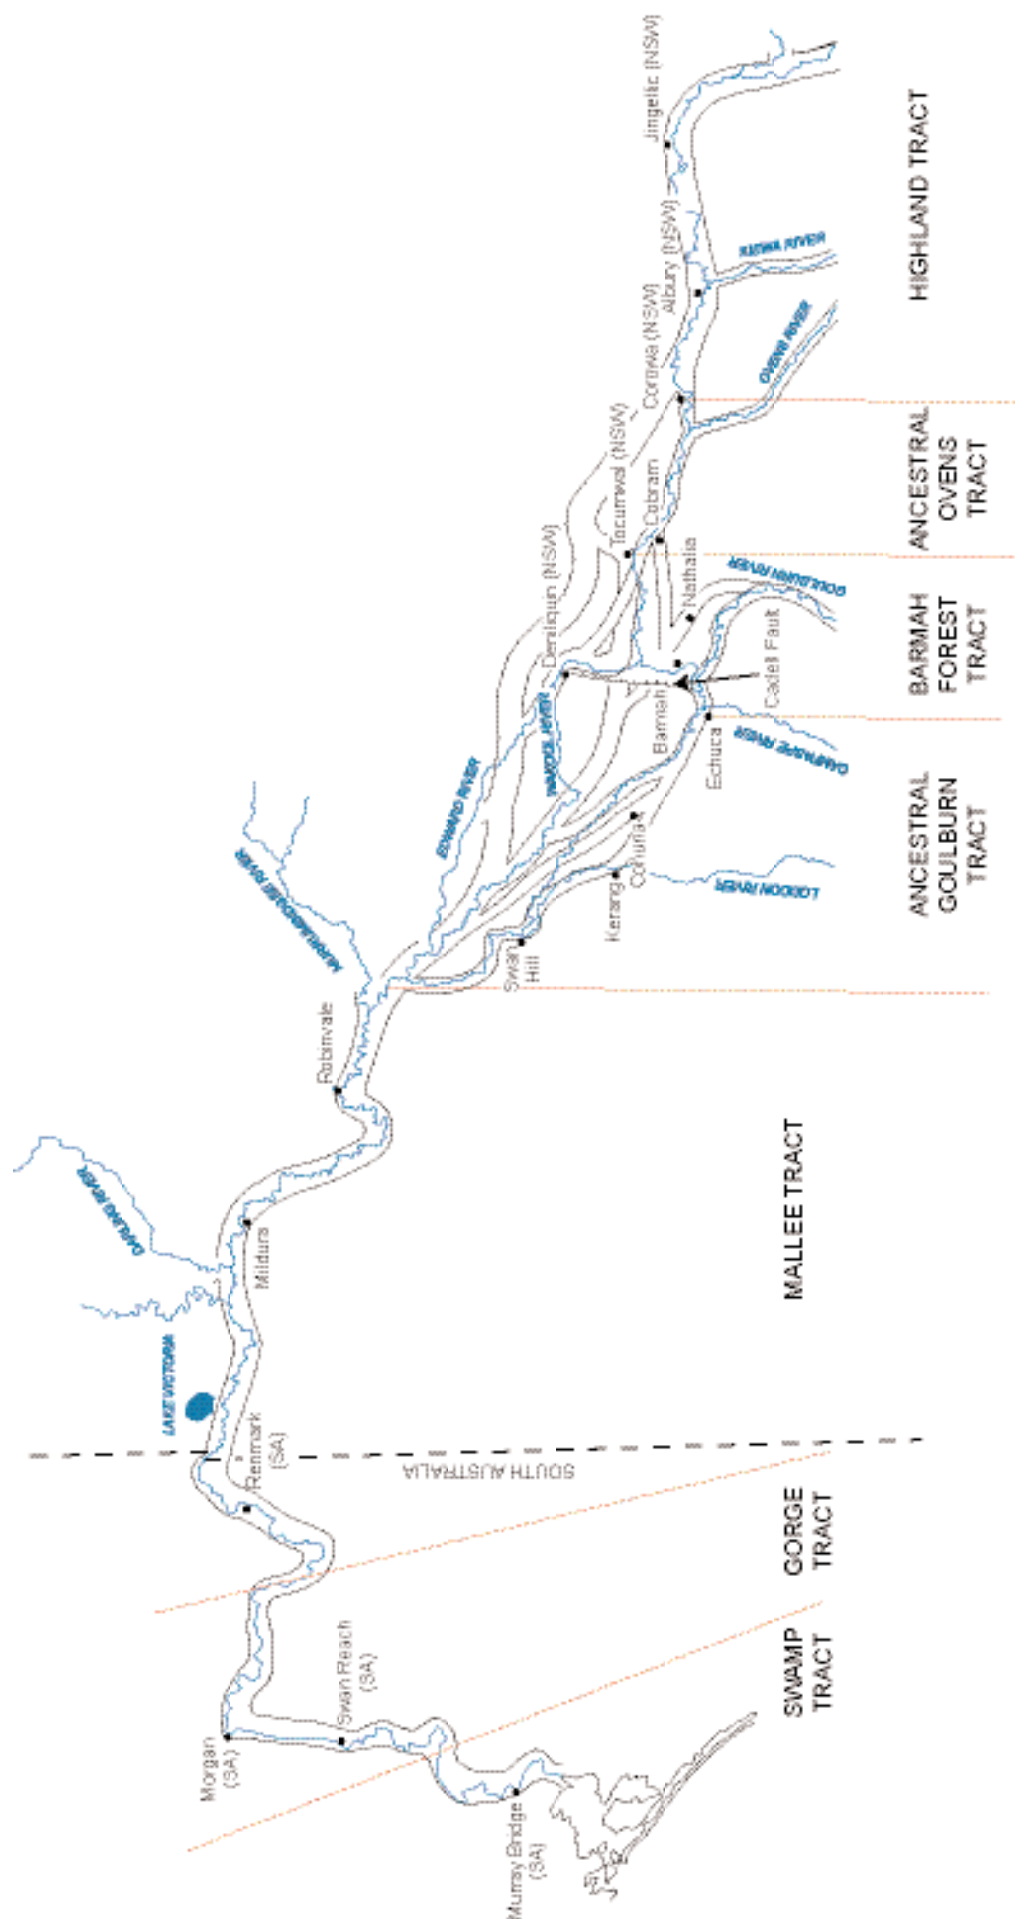 Jingellic (NSW)
HIGHLAND TRACT
Albury (NSW)
KIEWA RIVER
Corowa (NSW)
OVENS RIVER
Tocumwal (NSW)
Cobram
ANCESTRAL
OVENS
TRACT
Deniliquin (NSW)
Nathalia
GOULBURN RIVER
BARMAH
FOREST
TRACT
Barmah
Cadell Fault
WAKOOL RIVER
Echuca
CAMPASPE RIVER
EDWARD RIVER
Cohuna
ANCESTRAL
GOULBURN
TRACT
MURRUMBIDGEE RIVER
Kerang
LODDON RIVER
Swan
Hill
Robinvale
DARLING RIVER
Mildura
MALLEE TRACT
LAKE VICTORIA
Renmark
(SA)
SOUTH AUSTRALIA
GORGE
TRACT
Morgan
(SA)
Swan Reach
(SA)
SWAMP
TRACT
Murray Bridge
(SA)